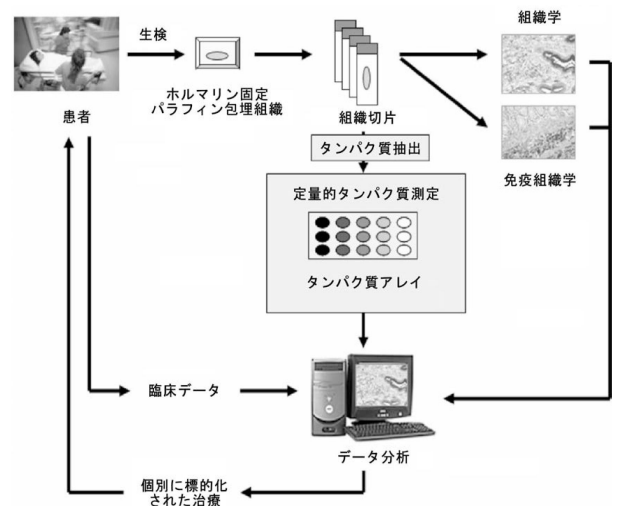 生検
組織学
ホルマリン固定
パラフィン包埋組織
患者
組織切片
タンパク質抽出
免疫組織学
定量的タンパク質測定
タンパク質アレイ
臨床データ
データ分析
個別に標的化
された治療